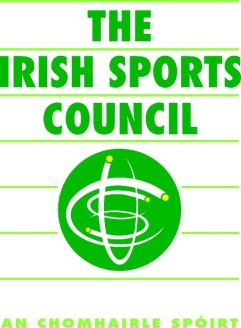 THE
IRISH SPORTS
COUNCIL
AN CHOMHAIRLE SPÓIRT